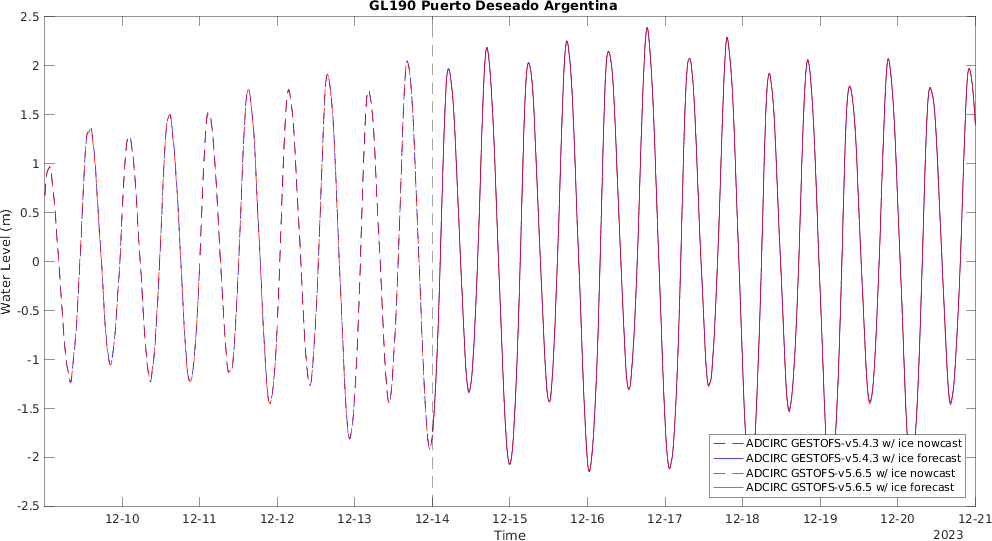 GL190 Puerto Deseado Argentina
2.5
2
1.5
1
0.5
0
-0.5
-1
-1.5
-2
-2.5
Water Level (m)
ADCIRC GESTOFS-v5.4.3 w/ ice nowcast
ADCIRC GESTOFS-v5.4.3 w/ ice forecast
ADCIRC GSTOFS-v5.6.5 w/ ice nowcast
ADCIRC GSTOFS-v5.6.5 w/ ice forecast
12-10 12-11 12-12 12-13 12-14 12-15 12-16 12-17 12-18 12-19 12-20 12-21
Time
2023